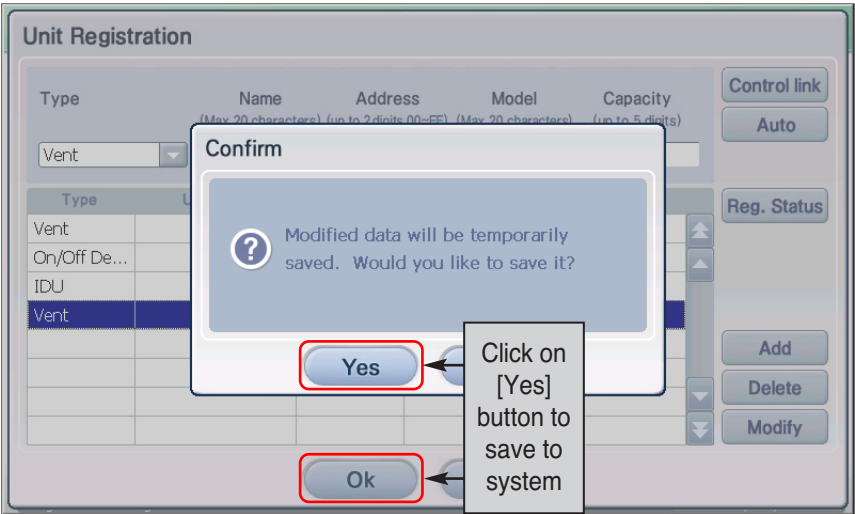 Unit Registration
Type Name Address Model Capacity Control link
(Max 20 characters) (up to 2 digits 00~FF) (Max 20 characters) (up to 5 digits)
Auto
Vent
Confirm
Type Reg. Status
Vent
On/Off De...
IDU
Vent
Modified data will be temporarily
saved. Would you like to save it?
Yes
Click on
[Yes]
button to
save to
system
Add
Delete
Modify
Ok